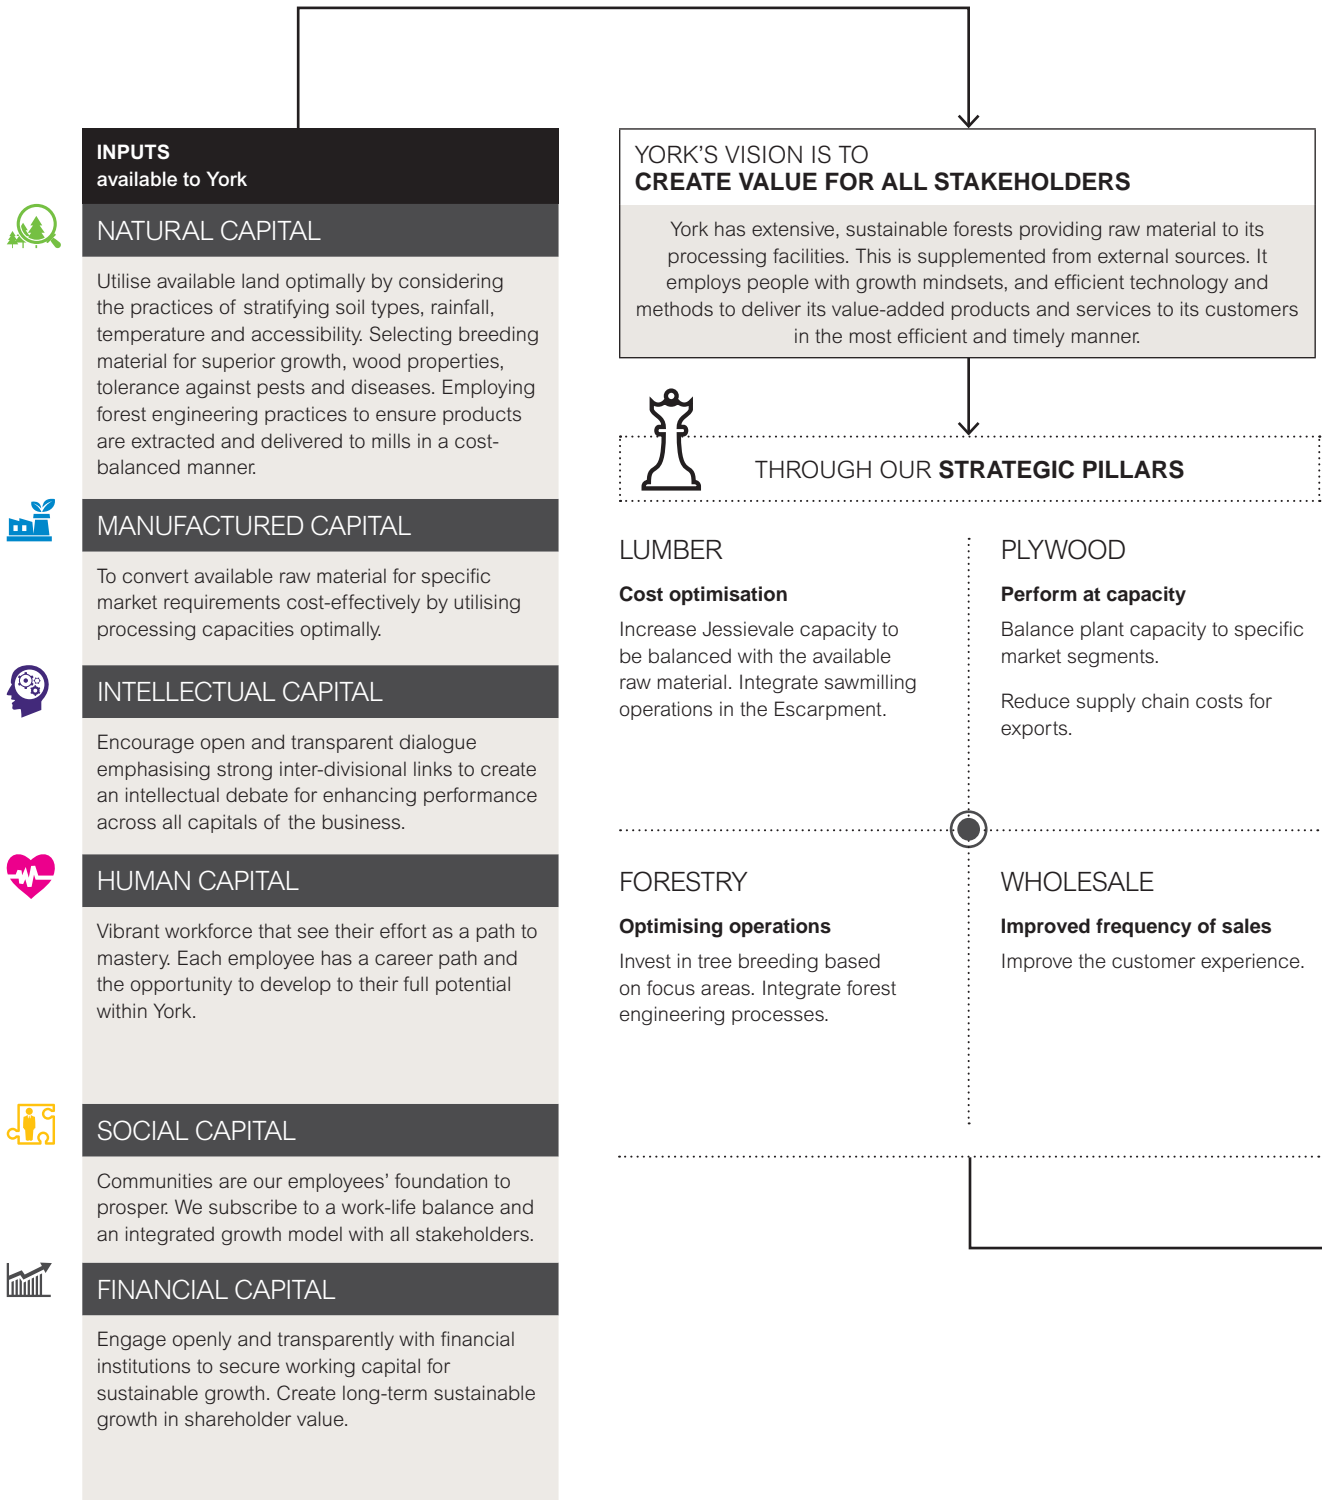 INPUTS
available to York
NATURAL CAPITAL
Utilise available land optimally by considering
the practices of stratifying soil types, rainfall,
temperature and accessibility. Selecting breeding
material for superior growth, wood properties,
tolerance against pests and diseases. Employing
forest engineering practices to ensure products
are extracted and delivered to mills in a cost-
balanced manner.
MANUFACTURED CAPITAL
To convert available raw material for specific
market requirements cost-effectively by utilising
processing capacities optimally.
INTELLECTUAL CAPITAL
Encourage open and transparent dialogue
emphasising strong inter-divisional links to create
an intellectual debate for enhancing performance
across all capitals of the business.
HUMAN CAPITAL
Vibrant workforce that see their effort as a path to
mastery. Each employee has a career path and
the opportunity to develop to their full potential
within York.
SOCIAL CAPITAL
Communities are our employees’ foundation to
prosper. We subscribe to a work-life balance and
an integrated growth model with all stakeholders.
FINANCIAL CAPITAL
Engage openly and transparently with financial
institutions to secure working capital for
sustainable growth. Create long-term sustainable
growth in shareholder value.
YORK’S VISION IS TO
CREATE VALUE FOR ALL STAKEHOLDERS
York has extensive, sustainable forests providing raw material to its
processing facilities. This is supplemented from external sources. It
employs people with growth mindsets, and efficient technology and
methods to deliver its value-added products and services to its customers
in the most efficient and timely manner.
THROUGH OUR STRATEGIC PILLARS
LUMBER
Cost optimisation
Increase Jessievale capacity to
be balanced with the available
raw material. Integrate sawmilling
operations in the Escarpment.
PLYWOOD
Perform at capacity
Balance plant capacity to specific
market segments.
Reduce supply chain costs for
exports.
FORESTRY
Optimising operations
Invest in tree breeding based
on focus areas. Integrate forest
engineering processes.
WHOLESALE
Improved frequency of sales
Improve the customer experience.